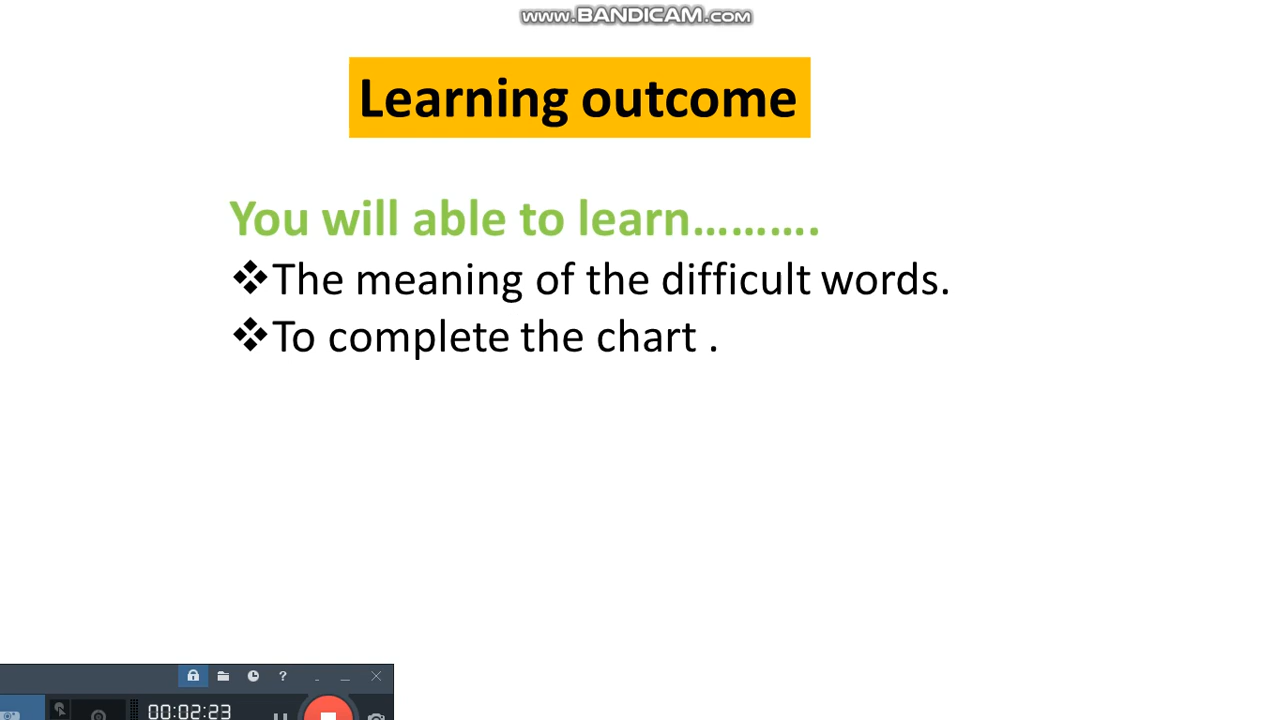 www.BANDICAM.com
Learning outcome
You will able to learn……….
❖The meaning of the difficult words.
❖To complete the chart .
?
00:02:23